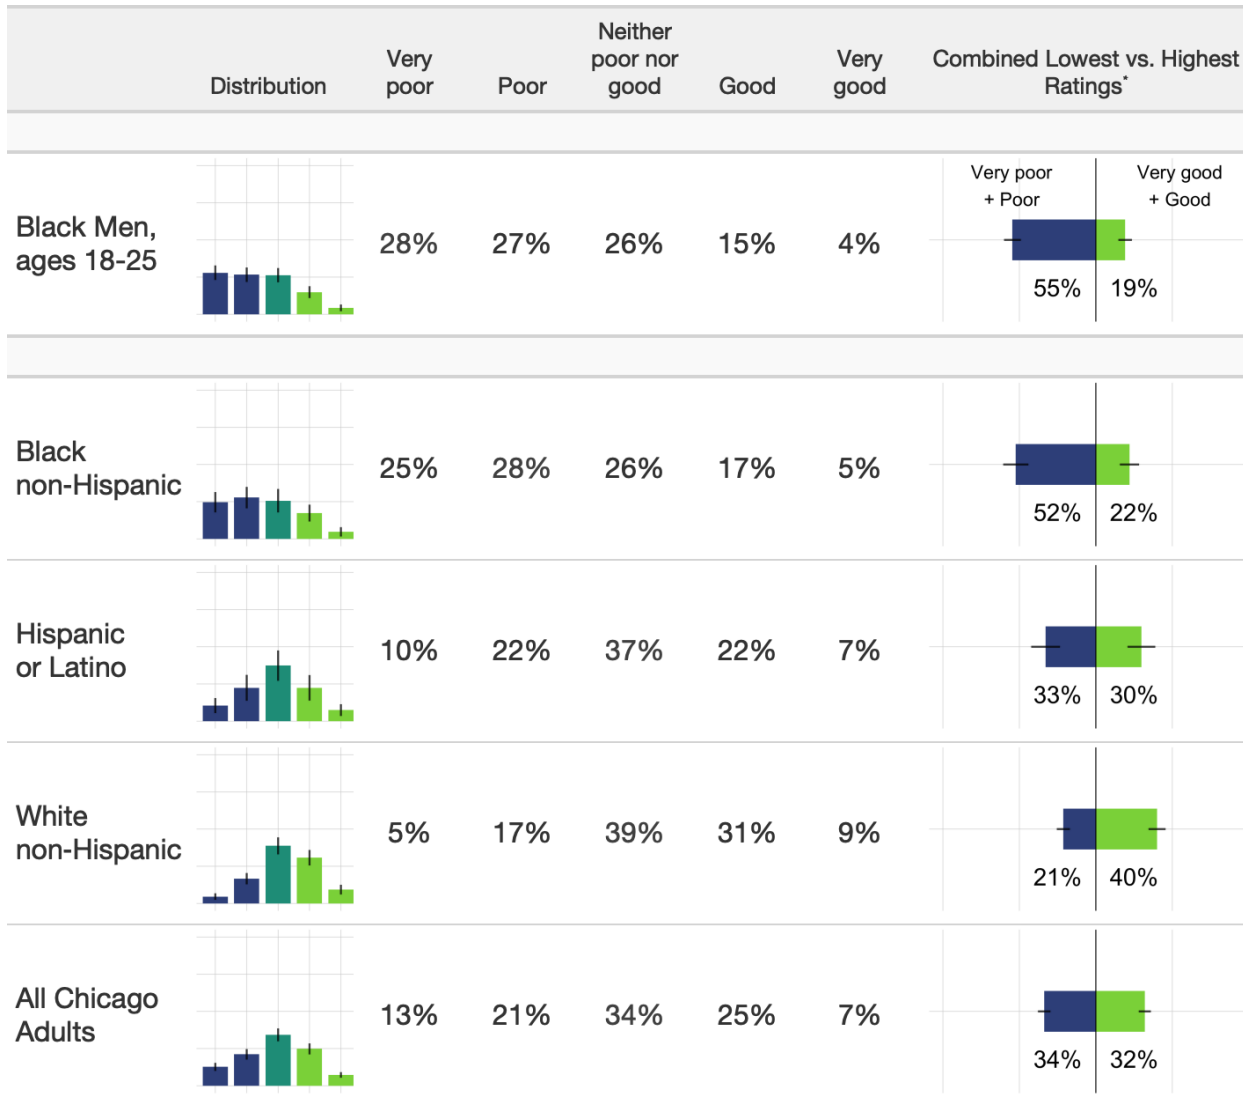 Distribution
Very
poor
Poor
Neither
poor nor
good
Good
Very
good
Combined Lowest vs. Highest
Ratings*
Black Men,
ages 18-25
28%
27%
26%
15%
4%
Very poor
+ Poor
Very good
+ Good
55%
19%
Black
non-Hispanic
25%
28%
26%
17%
5%
52%
22%
Hispanic
or Latino
10%
22%
37%
22%
7%
33%
30%
White
non-Hispanic
5%
17%
39%
31%
9%
21%
40%
All Chicago
Adults
13%
21%
34%
25%
7%
34%
32%